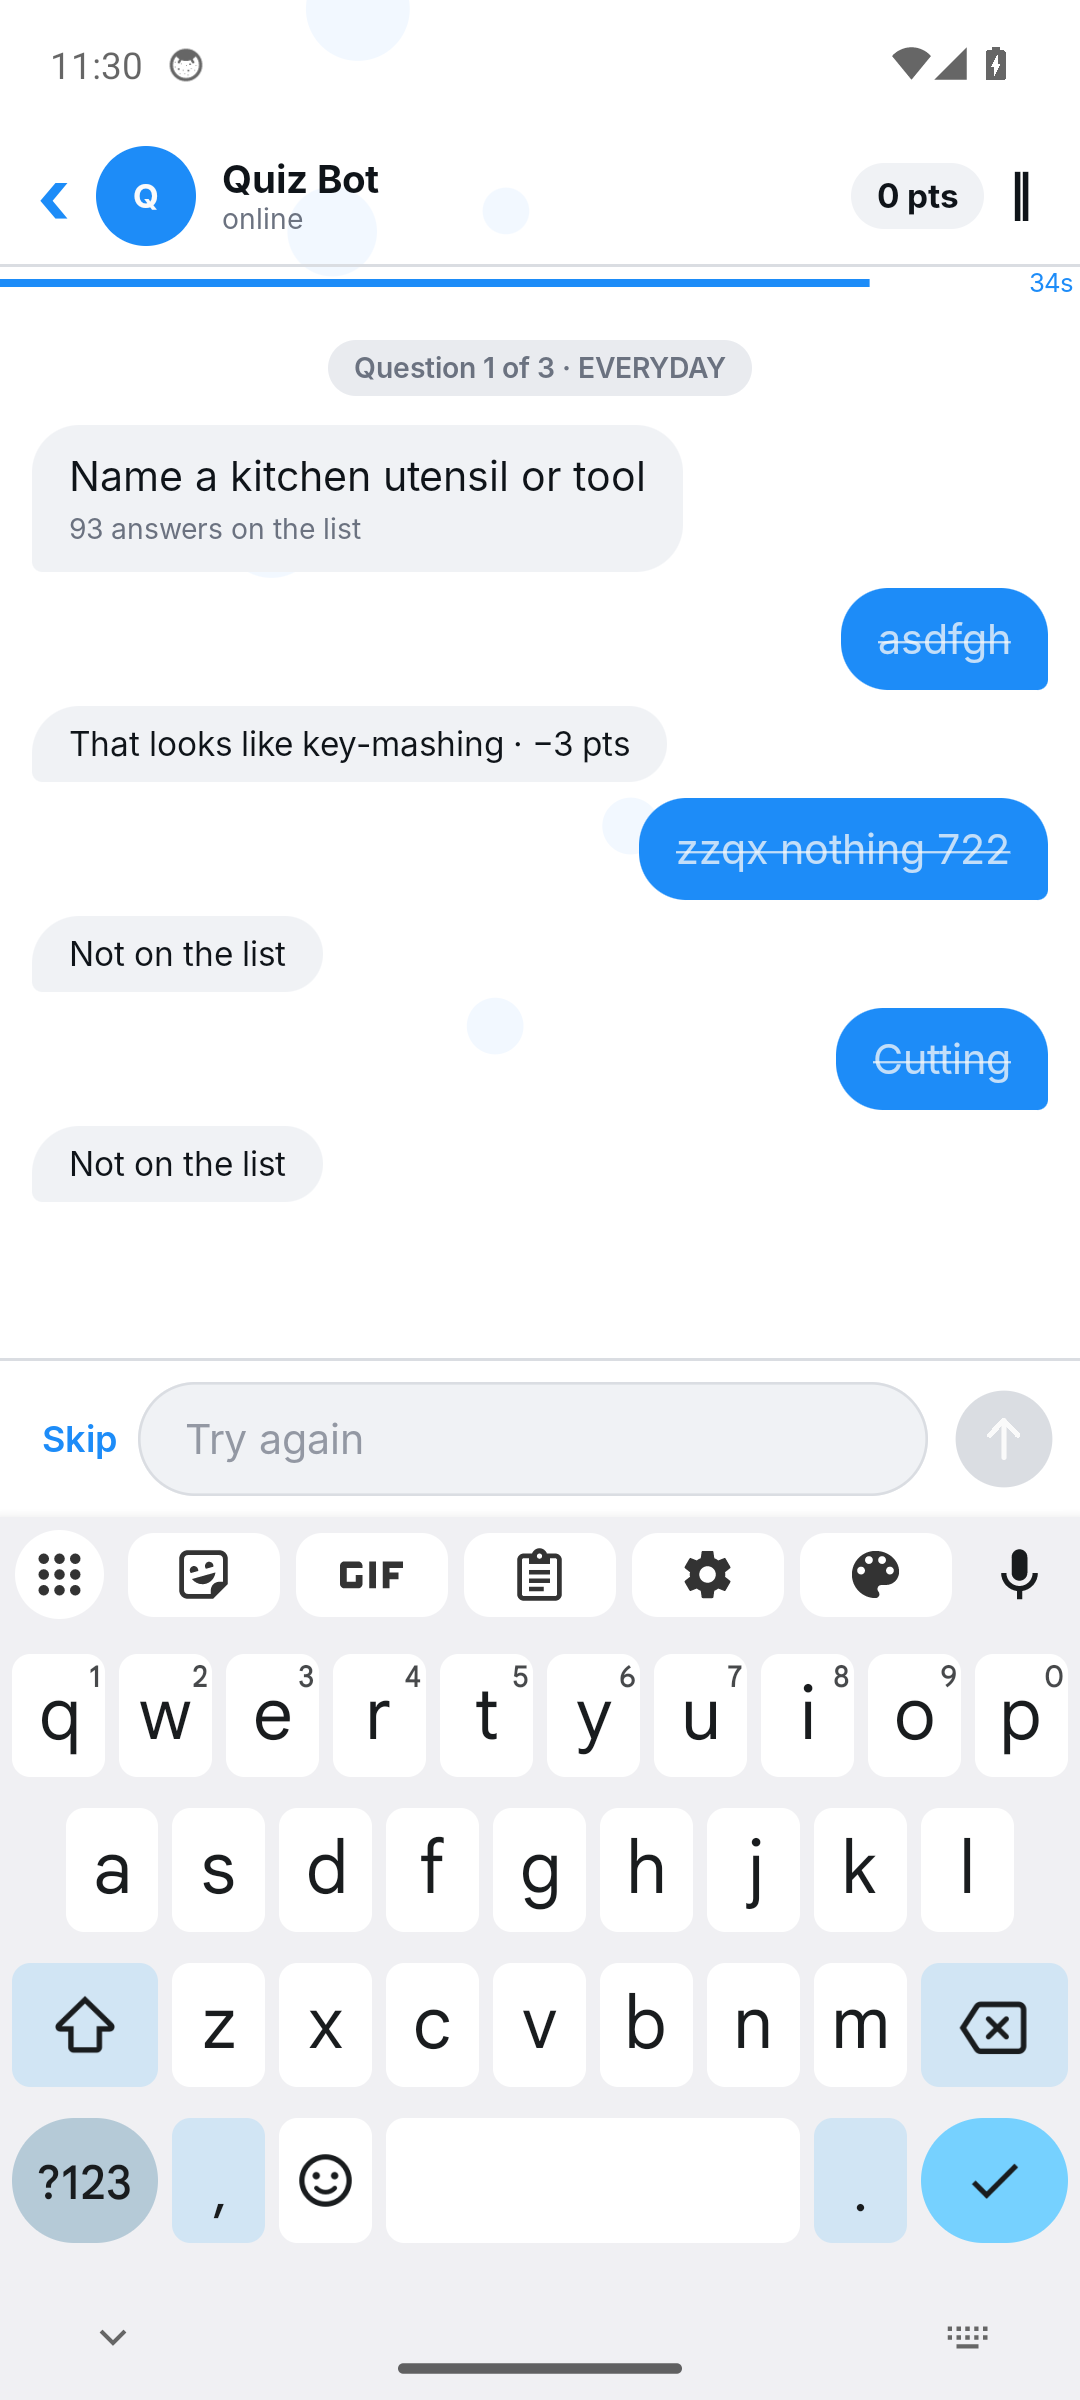 11:30
Q
Quiz Bot
online
0 pts
34s
Question 1 of 3 · EVERYDAY
Name a kitchen utensil or tool
93 answers on the list
asdfgh
That looks like key-mashing · −3 pts
zzqx nothing 722
Not on the list
Cutting
Not on the list
Skip
Try again
GIF
q 1 w 2 e 3 r 4 t 5 y 6 u 7 i 8 o 9 p 0
a s d f g h j k l
z x c v b n m
?123 , .